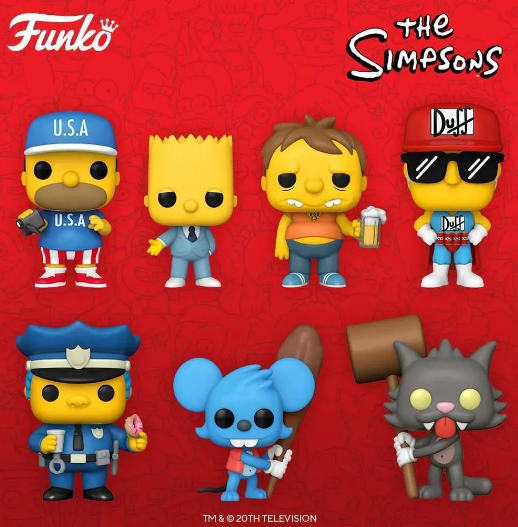 Funko
THE
SIMPSONS
U.S.A
U.S.A
Duff
Duff
TM & © 20TH TELEVISION